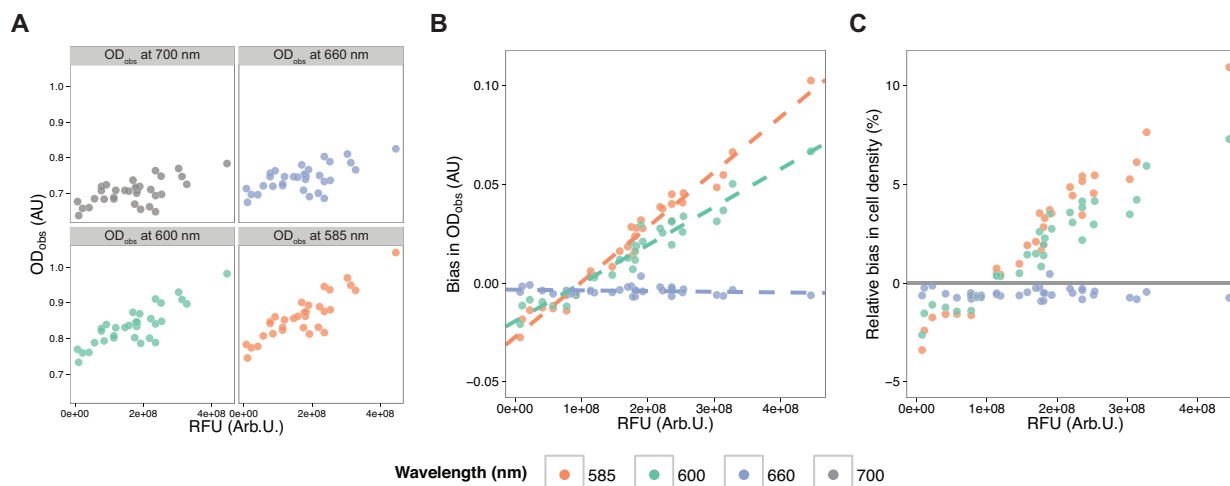 A
OD_obs at 700 nm
OD_obs at 660 nm
1.0
0.9
0.8
0.7
OD_obs at 600 nm
OD_obs at 585 nm
1.0
0.9
0.8
0.7
OD_obs (AU)
0e+00 2e+08 4e+08
0e+00 2e+08 4e+08
RFU (Arb.U.)
B
0.10
0.05
0.00
−0.05
Bias in OD_obs (AU)
0e+00 1e+08 2e+08 3e+08 4e+08
RFU (Arb.U.)
C
10
5
0
−5
Relative bias in cell density (%)
0e+00 1e+08 2e+08 3e+08 4e+08
RFU (Arb.U.)
Wavelength (nm) 585 600 660 700